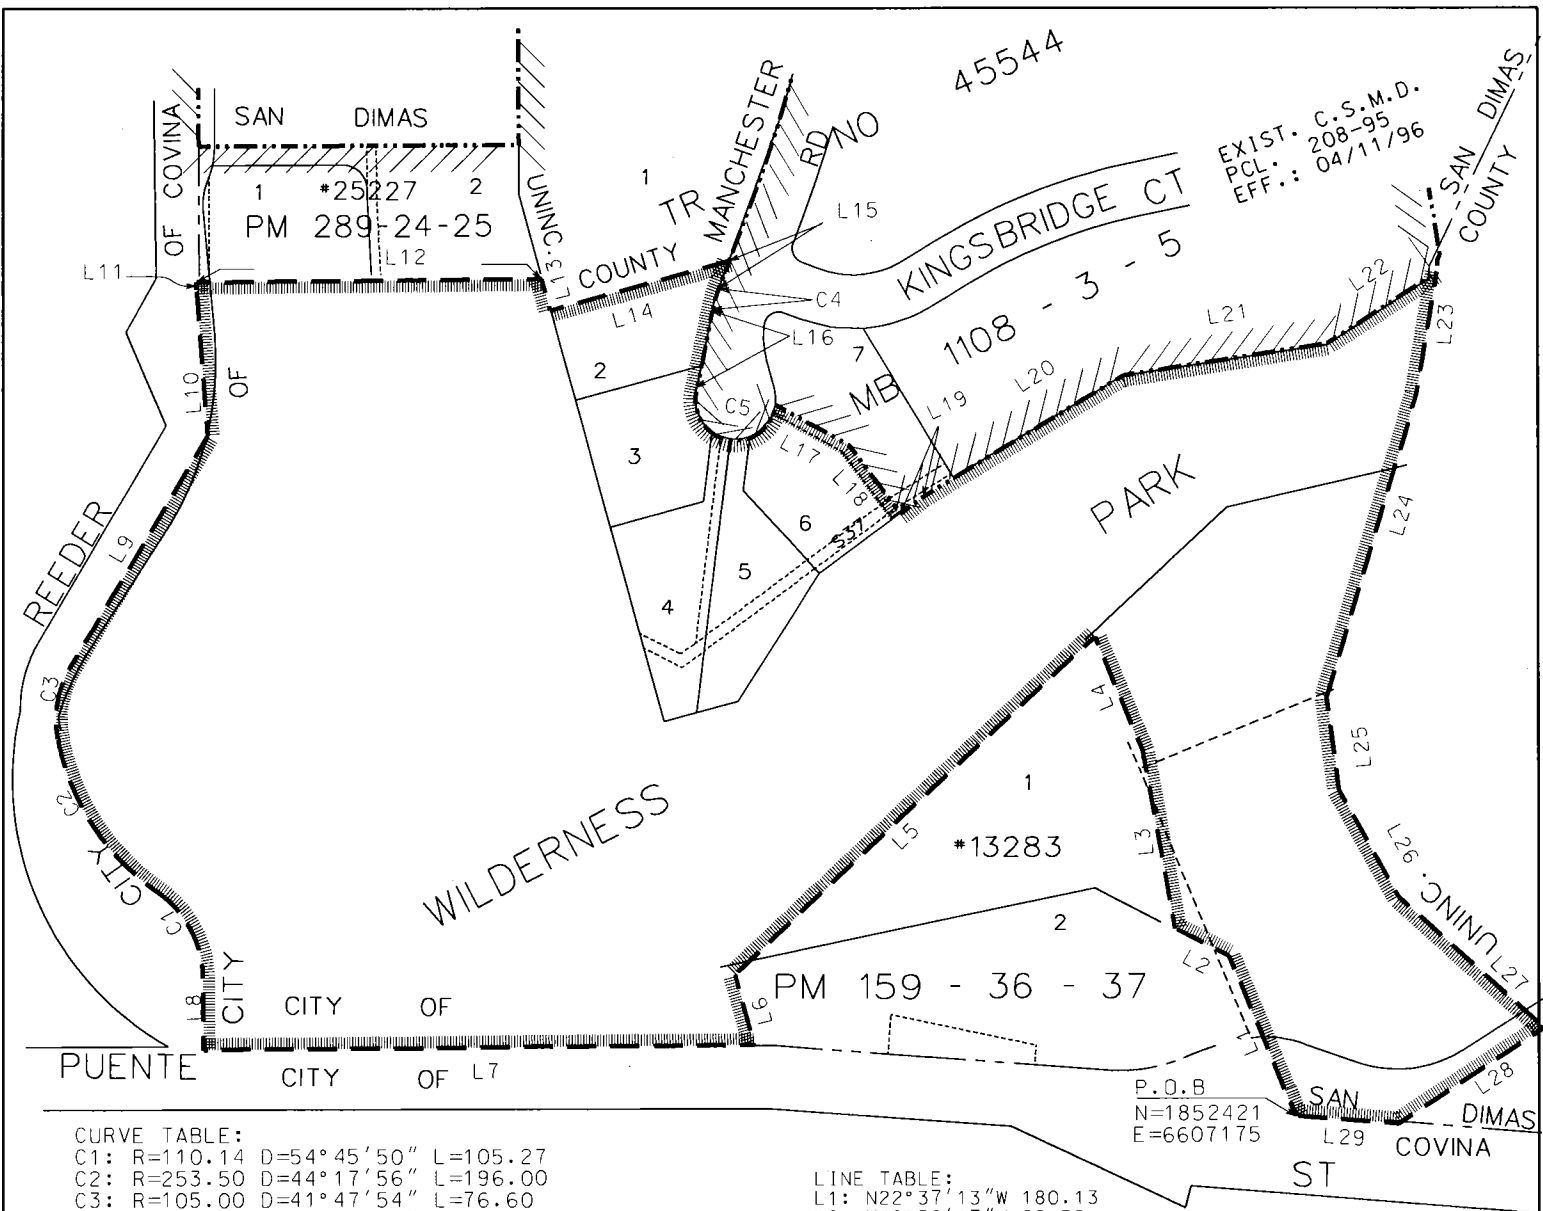 45544
EXIST. C.S.M.D.
PCL. 208-95
EFF.: 04/11/96
SAN DIMAS
SAN DIMAS
COUNTY
OF COVINA
SAN DIMAS
1 *25227 2
PM 289-24-25
UNINC.
1
TR
NO
MANCHESTER
RD
L15
KINGSBRIDGE CT
L11
L12
L13
COUNTY
L14
C4
L16
1108 - 3 - 5
L22
L21
L23
L10
OF
2
7
MB
L20
L19
C5
L17
L18
3
PARK
L24
6
S37
REEDER
L9
5
4
C3
L4
L25
1
C2
WILDERNESS
L5
*13283
L3
L26
UNINC.
CITY
C1
2
L2
L27
PM 159 - 36 - 37
L8
CITY
CITY OF
L6
L1
PUENTE
CITY OF
L7
L28
P.O.B
N=1852421
E=6607175
SAN
DIMAS
L29
COVINA
ST
CURVE TABLE:
C1: R=110.14 D=54°45'50" L=105.27
C2: R=253.50 D=44°17'56" L=196.00
C3: R=105.00 D=41°47'54" L=76.60
LINE TABLE:
L1: N22°37'13"W 180.13